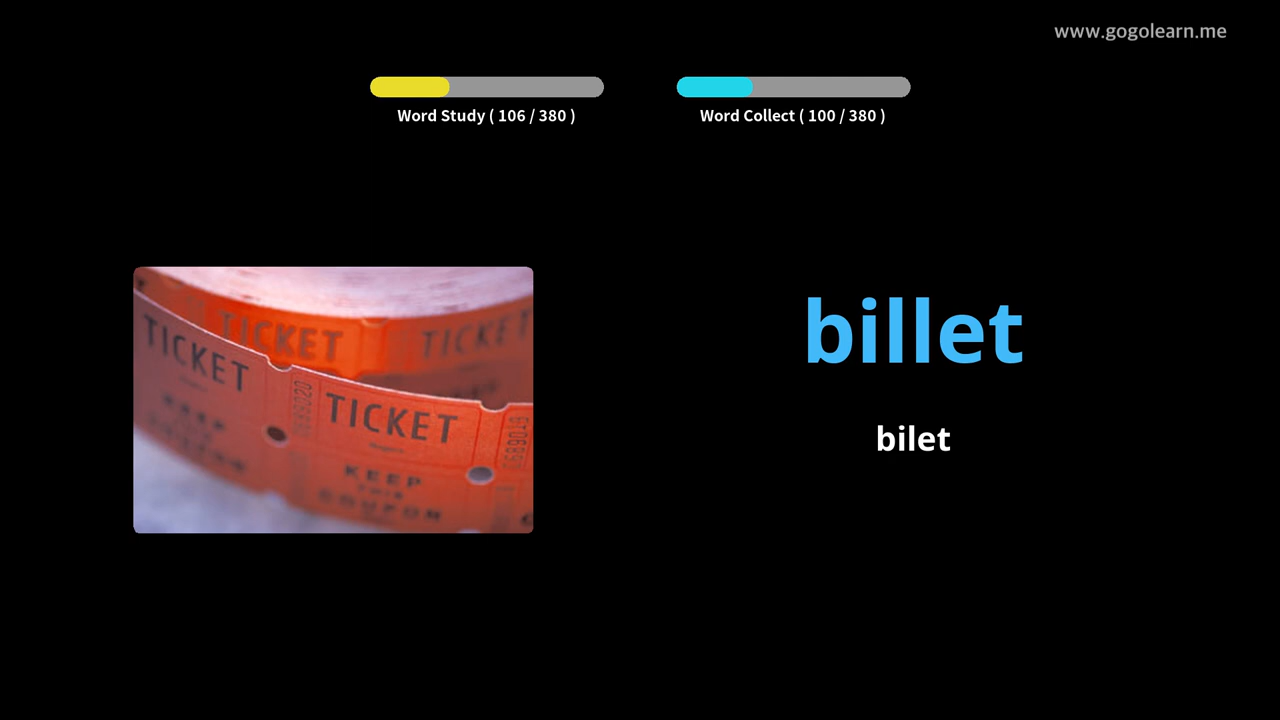 www.gogolearn.me
Word Study ( 106 / 380 )
Word Collect ( 100 / 380 )
TICKET
TICKET
TICKET
TICKET
KEEP
billet
bilet